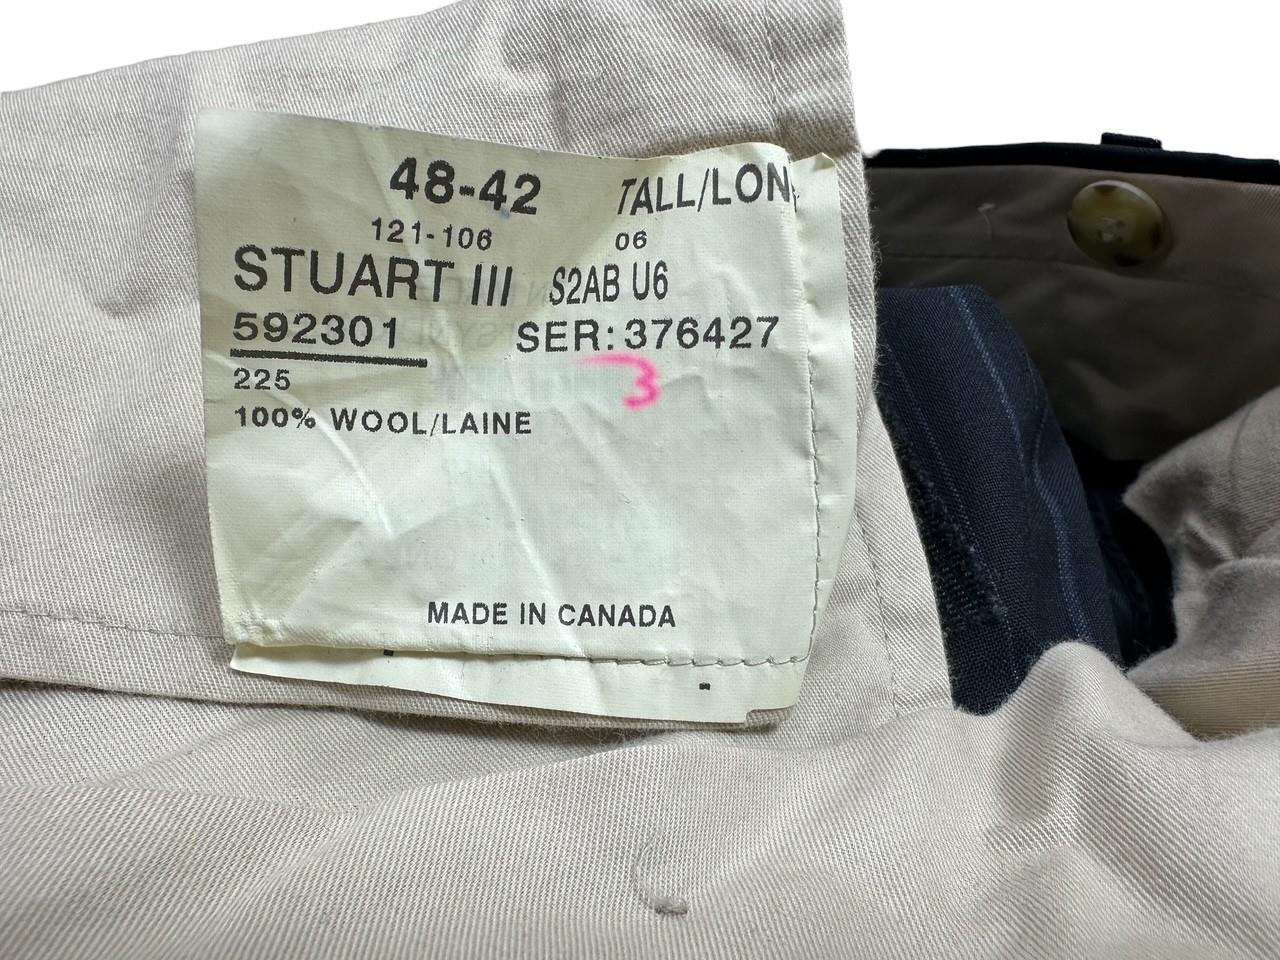 48-42 TALL/LON
121-106 06
STUART III S2AB U6
592301 SER: 376427
3
225
100% WOOL/LAINE
MADE IN CANADA